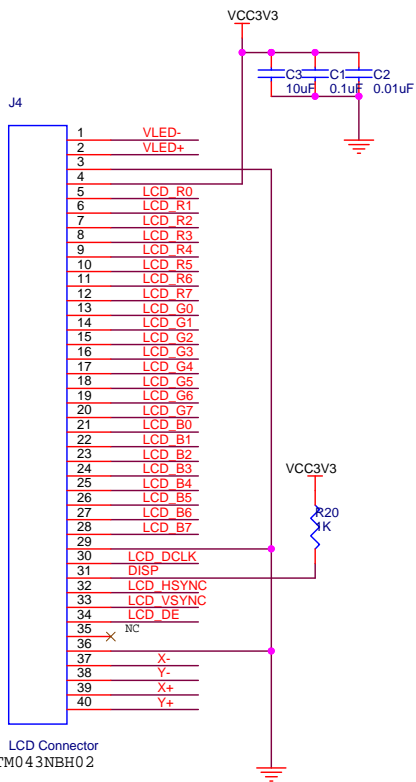 VCC3V3
C3
10uF
C1
0.1uF
C2
0.01uF
J4
1 VLED-
2 VLED+
3
4
5 LCD_R0
6 LCD_R1
7 LCD_R2
8 LCD_R3
9 LCD_R4
10 LCD_R5
11 LCD_R6
12 LCD_R7
13 LCD_G0
14 LCD_G1
15 LCD_G2
16 LCD_G3
17 LCD_G4
18 LCD_G5
19 LCD_G6
20 LCD_G7
21 LCD_B0
22 LCD_B1
23 LCD_B2
24 LCD_B3
25 LCD_B4
26 LCD_B5
27 LCD_B6
28 LCD_B7
29
30 LCD_DCLK
31 DISP
32 LCD_HSYNC
33 LCD_VSYNC
34 LCD_DE
35 NC
36
37 X-
38 Y-
39 X+
40 Y+
VCC3V3
R20
1K
LCD Connector
TM043NBH02